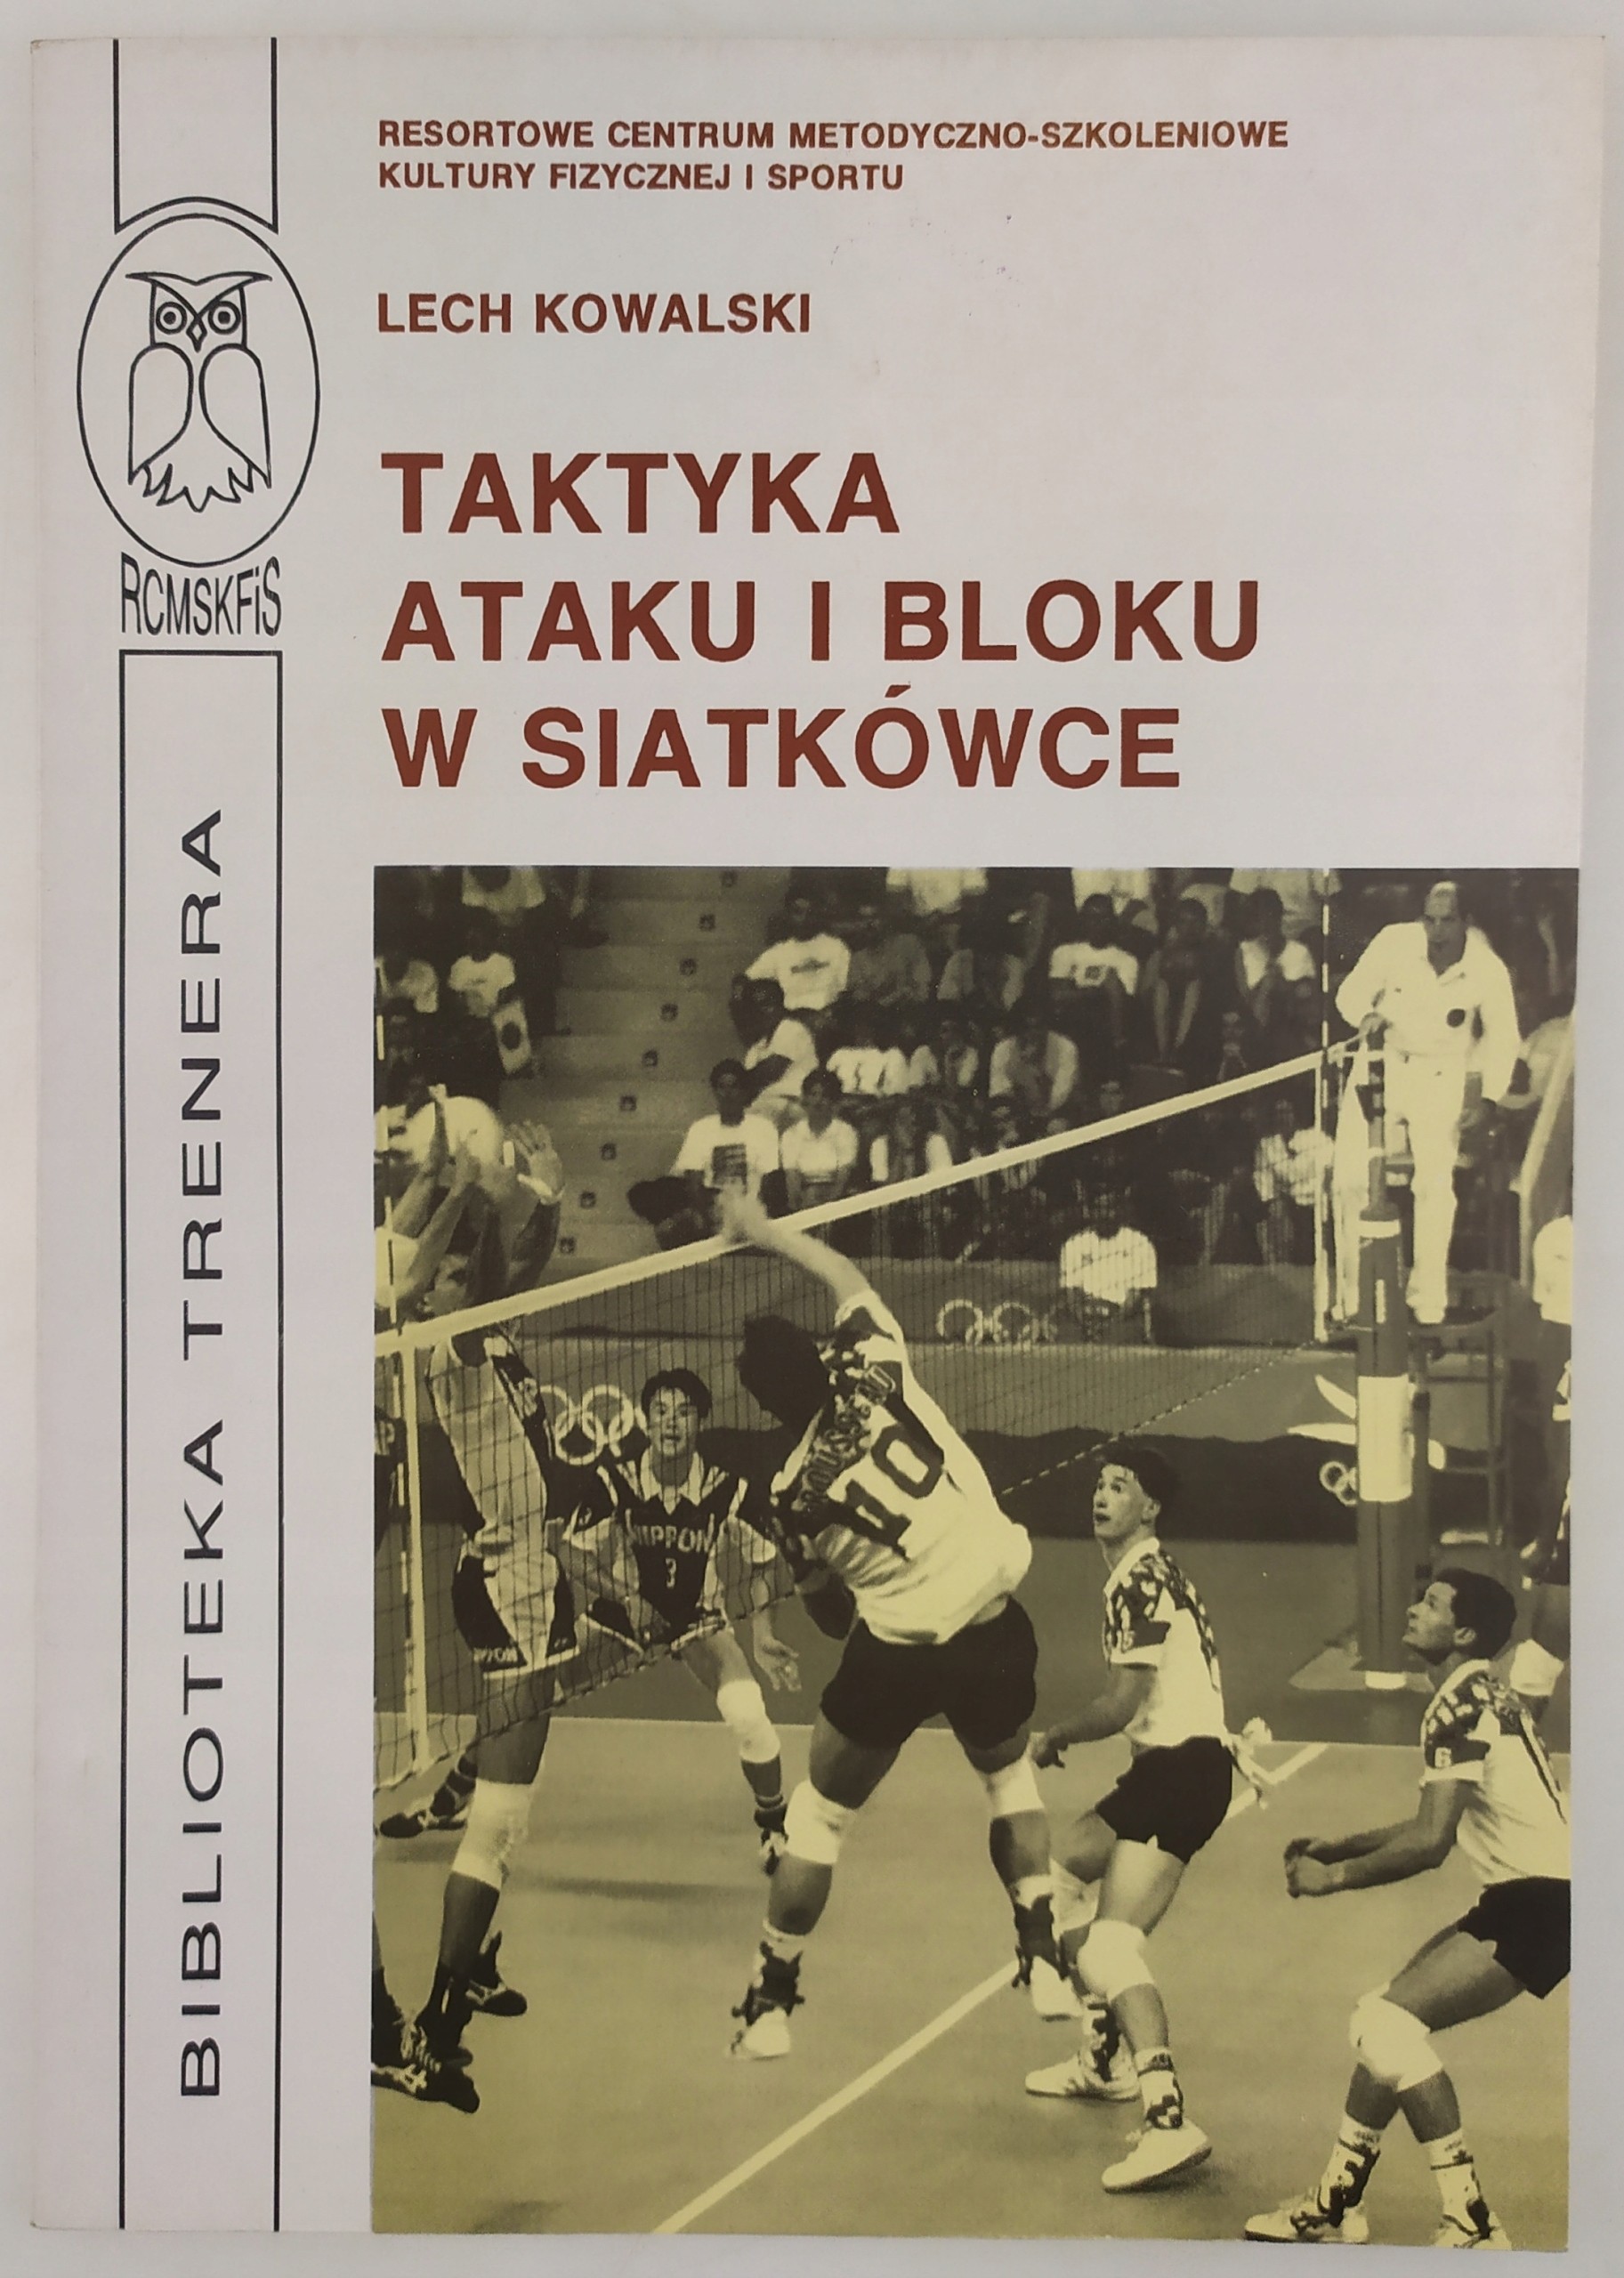 RESORTOWE CENTRUM METODYCZNO-SZKOLENIOWE
KULTURY FIZYCZNEJ I SPORTU
LECH KOWALSKI
TAKTYKA
ATAKU I BLOKU
W SIATKÓWCE
RCMSKFiS
BIBLIOTEKA TRENERA
10
NIPPON
3
6